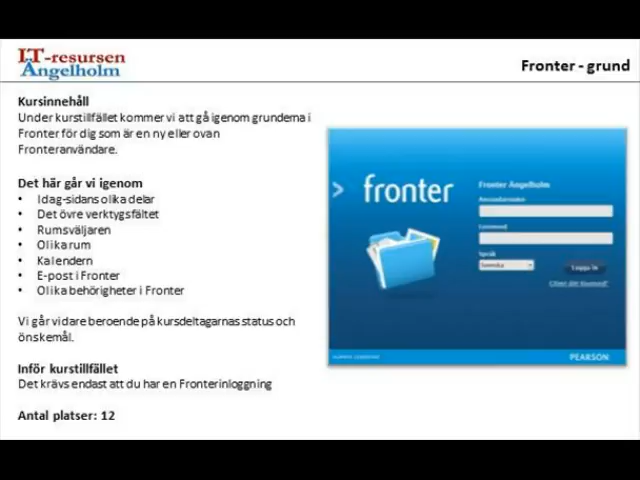 IT-resursen
Ängelholm
Fronter - grund
Kursinnehåll
Under kurstillfället kommer vi att gå igenom grunderna i
Fronter för dig som är en ny eller ovan
Fronteranvändare.
Det här går vi igenom
• Idag-sidans olika delar
• Det övre verktygsfältet
• Rumsväljaren
• Olika rum
• Kalendern
• E-post i Fronter
• Olika behörigheter i Fronter
Vi går vidare beroende på kursdeltagarnas status och
önskemål.
Inför kurstillfället
Det krävs endast att du har en Fronterinloggning
Antal platser: 12
fronter
Fronter Ängelholm
Användarnamn
Lösenord
Språk
Svenska
Logga in
Glömt ditt lösenord?
PEARSON